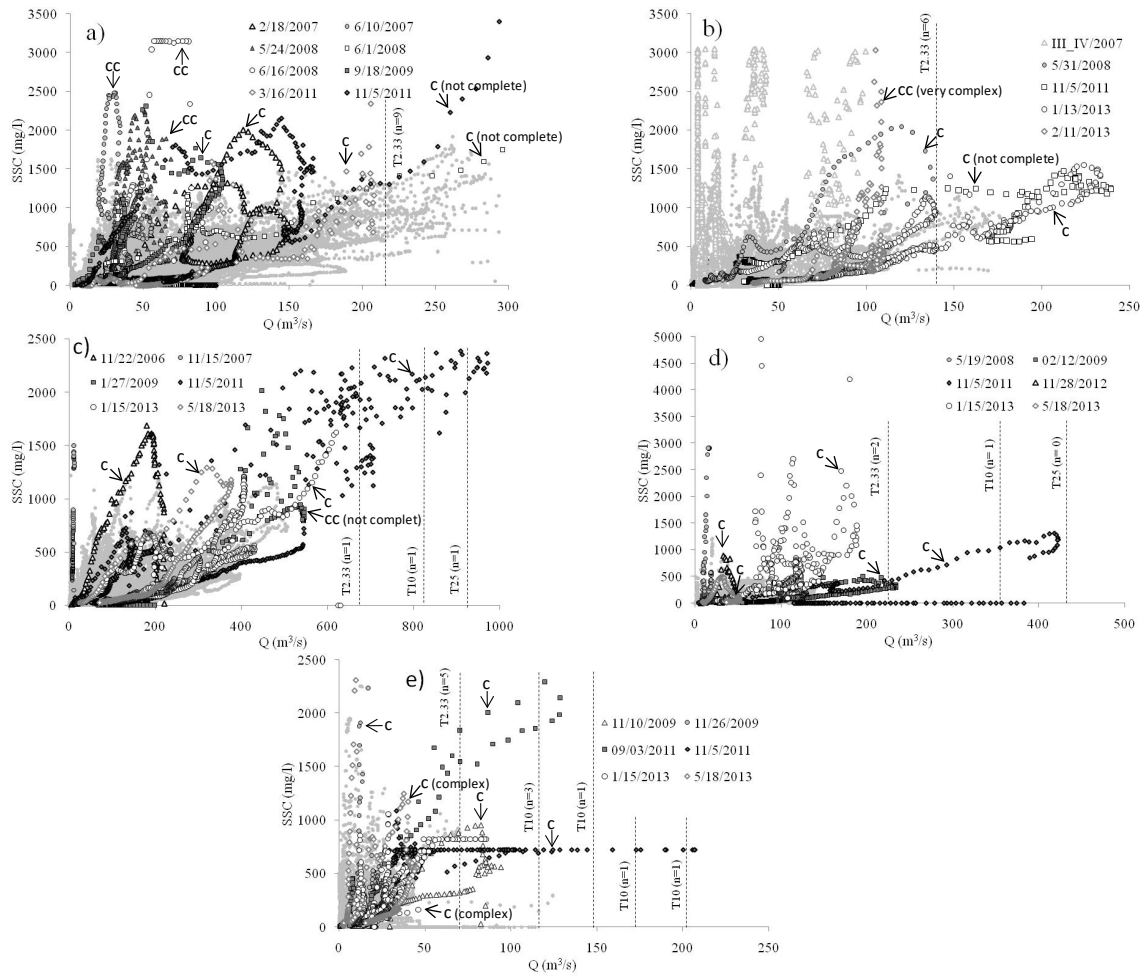 a)
2/18/2007 6/10/2007
5/24/2008 6/1/2008
6/16/2008 9/18/2009
3/16/2011 11/5/2011
CC
CC
CC
C
C
C
C (not complete)
C (not complete)
T2.33 (n=9)
SSC (mg/l)
3500
3000
2500
2000
1500
1000
500
0
0 50 100 150 200 250 300
Q (m³/s)
b)
T2.33 (n=6)
III_IV/2007
5/31/2008
11/5/2011
1/13/2013
2/11/2013
CC (very complex)
C
C (not complete)
C
SSC (mg/l)
3500
3000
2500
2000
1500
1000
500
0
0 50 100 150 200 250
Q (m³/s)
c)
11/22/2006 11/15/2007
1/27/2009 11/5/2011
1/15/2013 5/18/2013
C
C
C
C
CC (not complet)
T2.33 (n=1)
T10 (n=1)
T25 (n=1)
SSC (mg/l)
2500
2000
1500
1000
500
0
0 200 400 600 800 1000
Q (m³/s)
d)
5/19/2008 02/12/2009
11/5/2011 11/28/2012
1/15/2013 5/18/2013
C
C
C
C
C
T2.33 (n=2)
T10 (n= 1)
T25 (n= 0)
SSC (mg/l)
5000
4500
4000
3500
3000
2500
2000
1500
1000
500
0
0 100 200 300 400 500
Q (m³/s)
e)
T2.33 (n=5)
11/10/2009 11/26/2009
09/03/2011 11/5/2011
1/15/2013 5/18/2013
C
C
C (complex)
C
C
C (complex)
T10 (n=3)
T10 (n=1)
T10 (n=1)
T10 (n=1)
SSC (mg/l)
2500
2000
1500
1000
500
0
0 50 100 150 200 250
Q (m³/s)